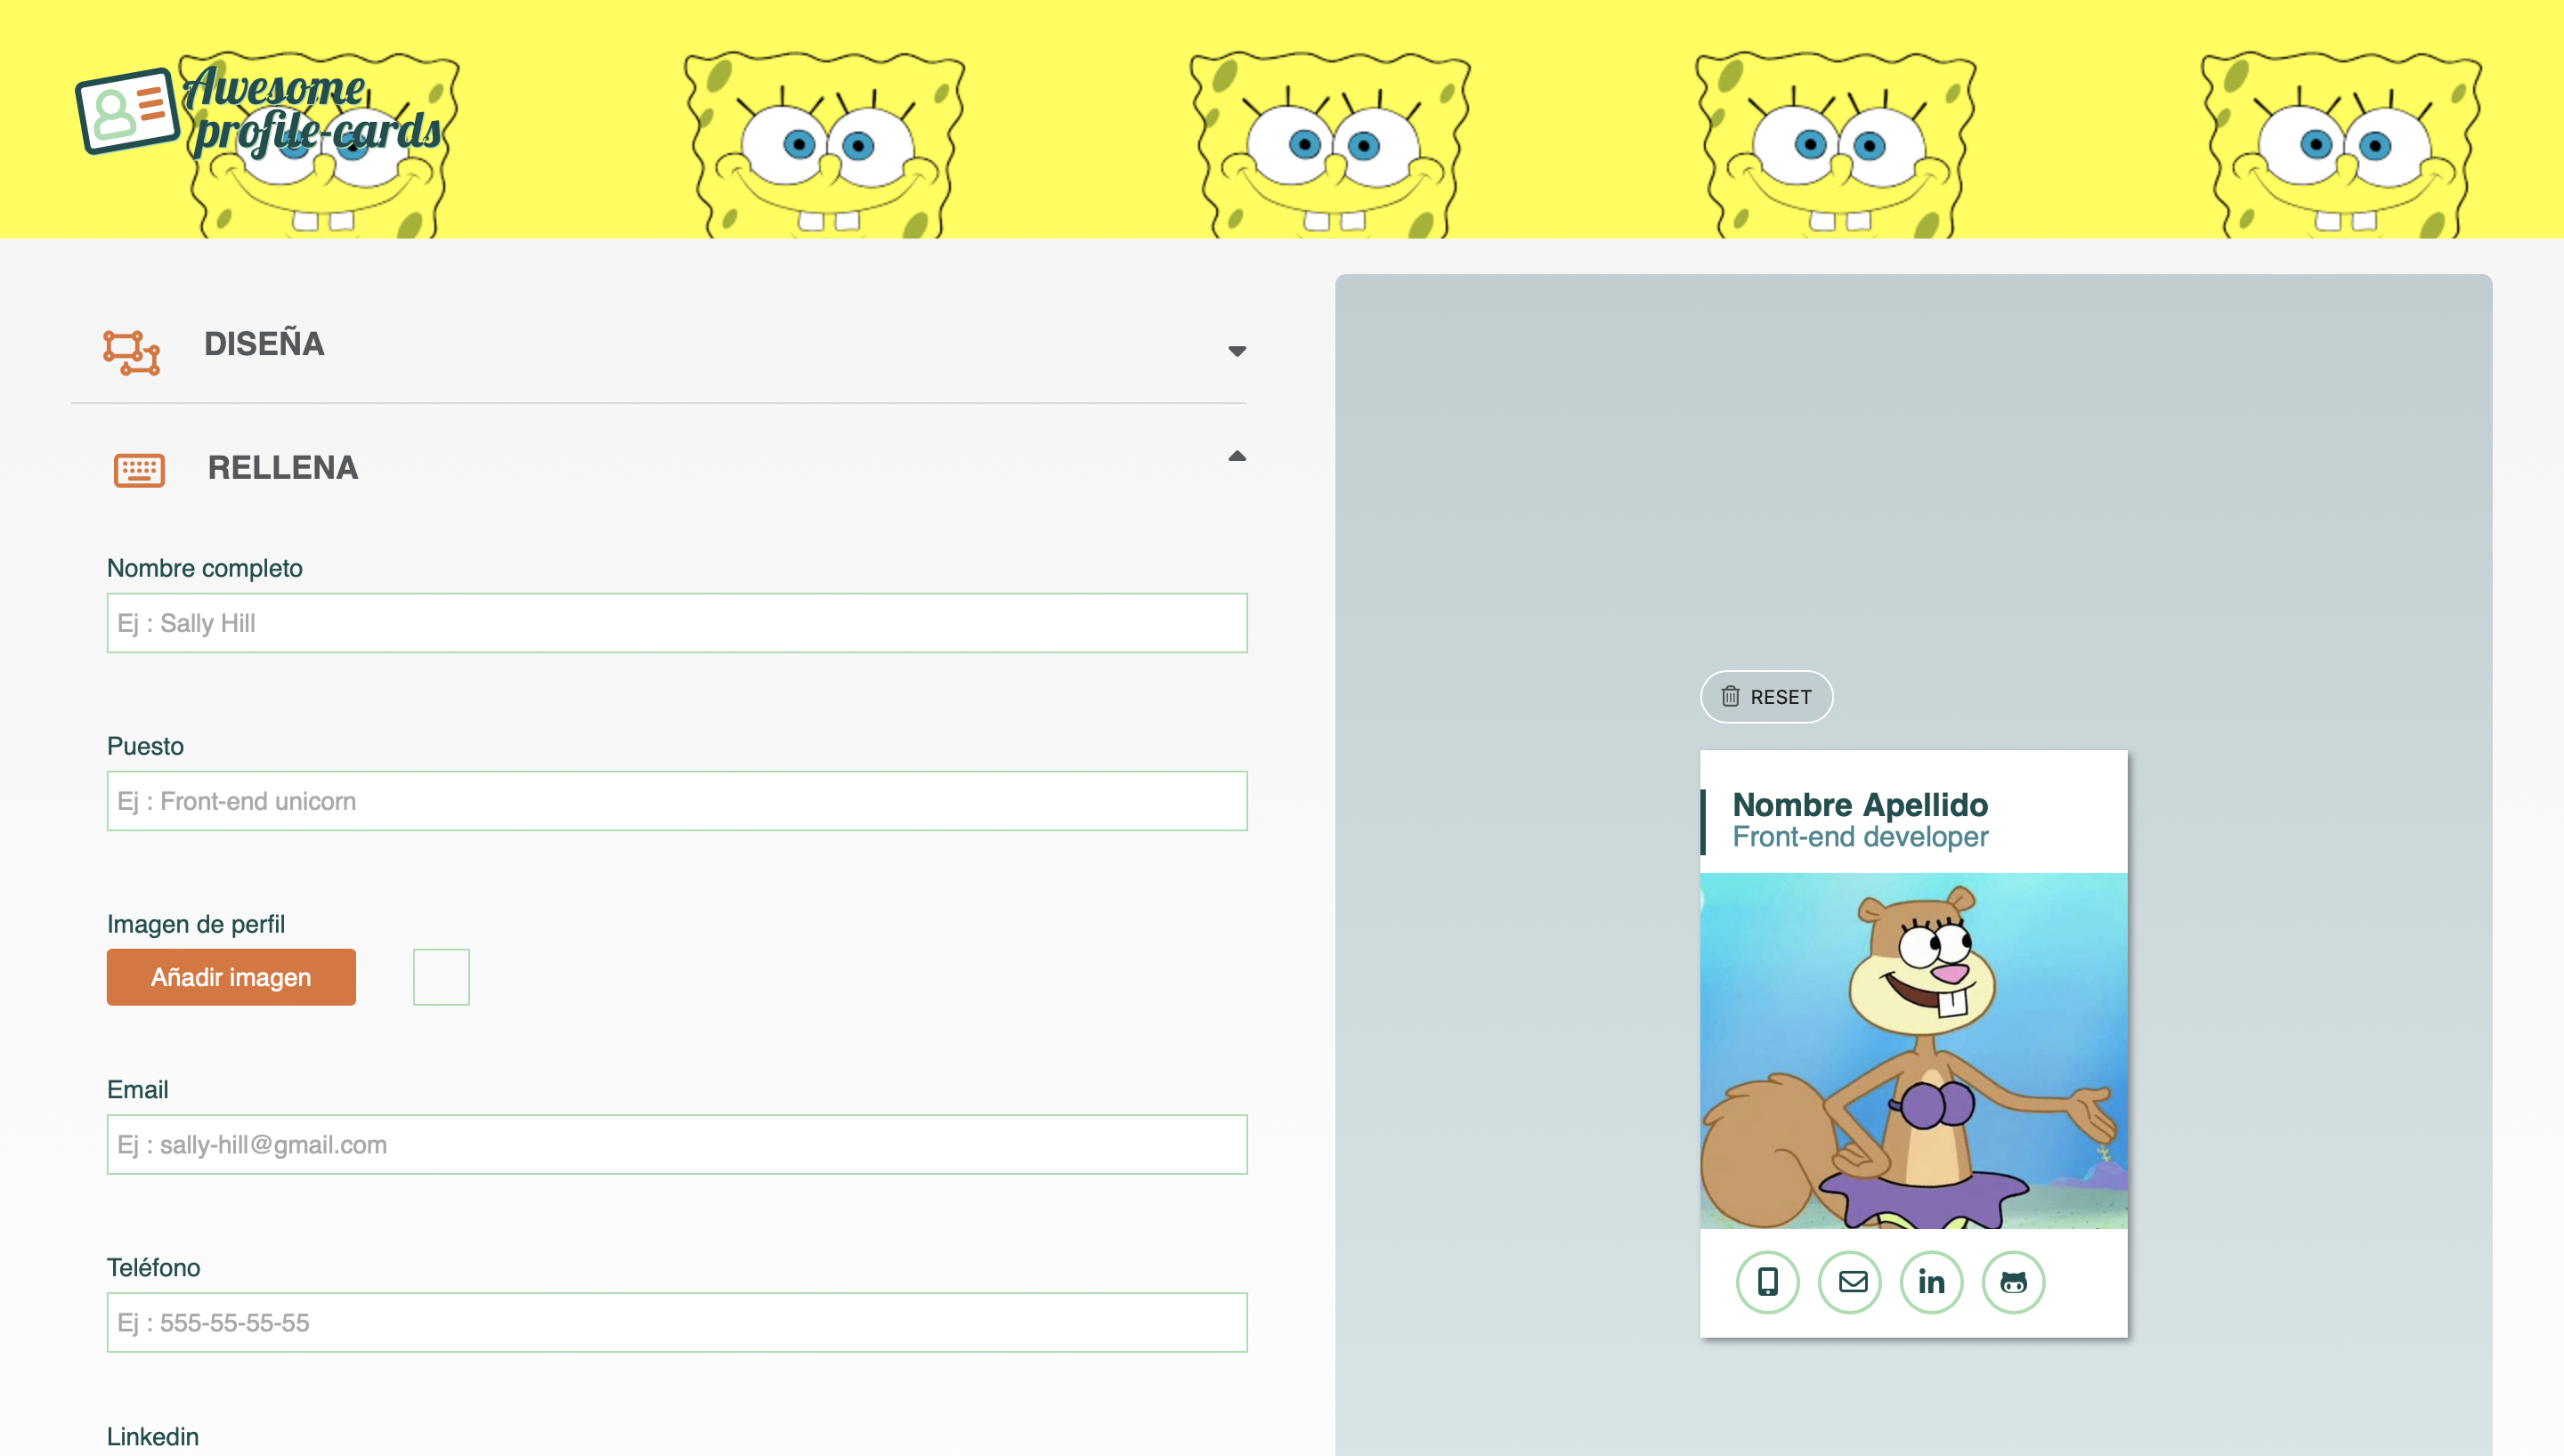 Awesome
profile-cards
DISEÑA
RELLENA
Nombre completo
Ej : Sally Hill
Puesto
Ej : Front-end unicorn
Imagen de perfil
Añadir imagen
Email
Ej : sally-hill@gmail.com
Teléfono
Ej : 555-55-55-55
Linkedin
RESET
Nombre Apellido
Front-end developer
in